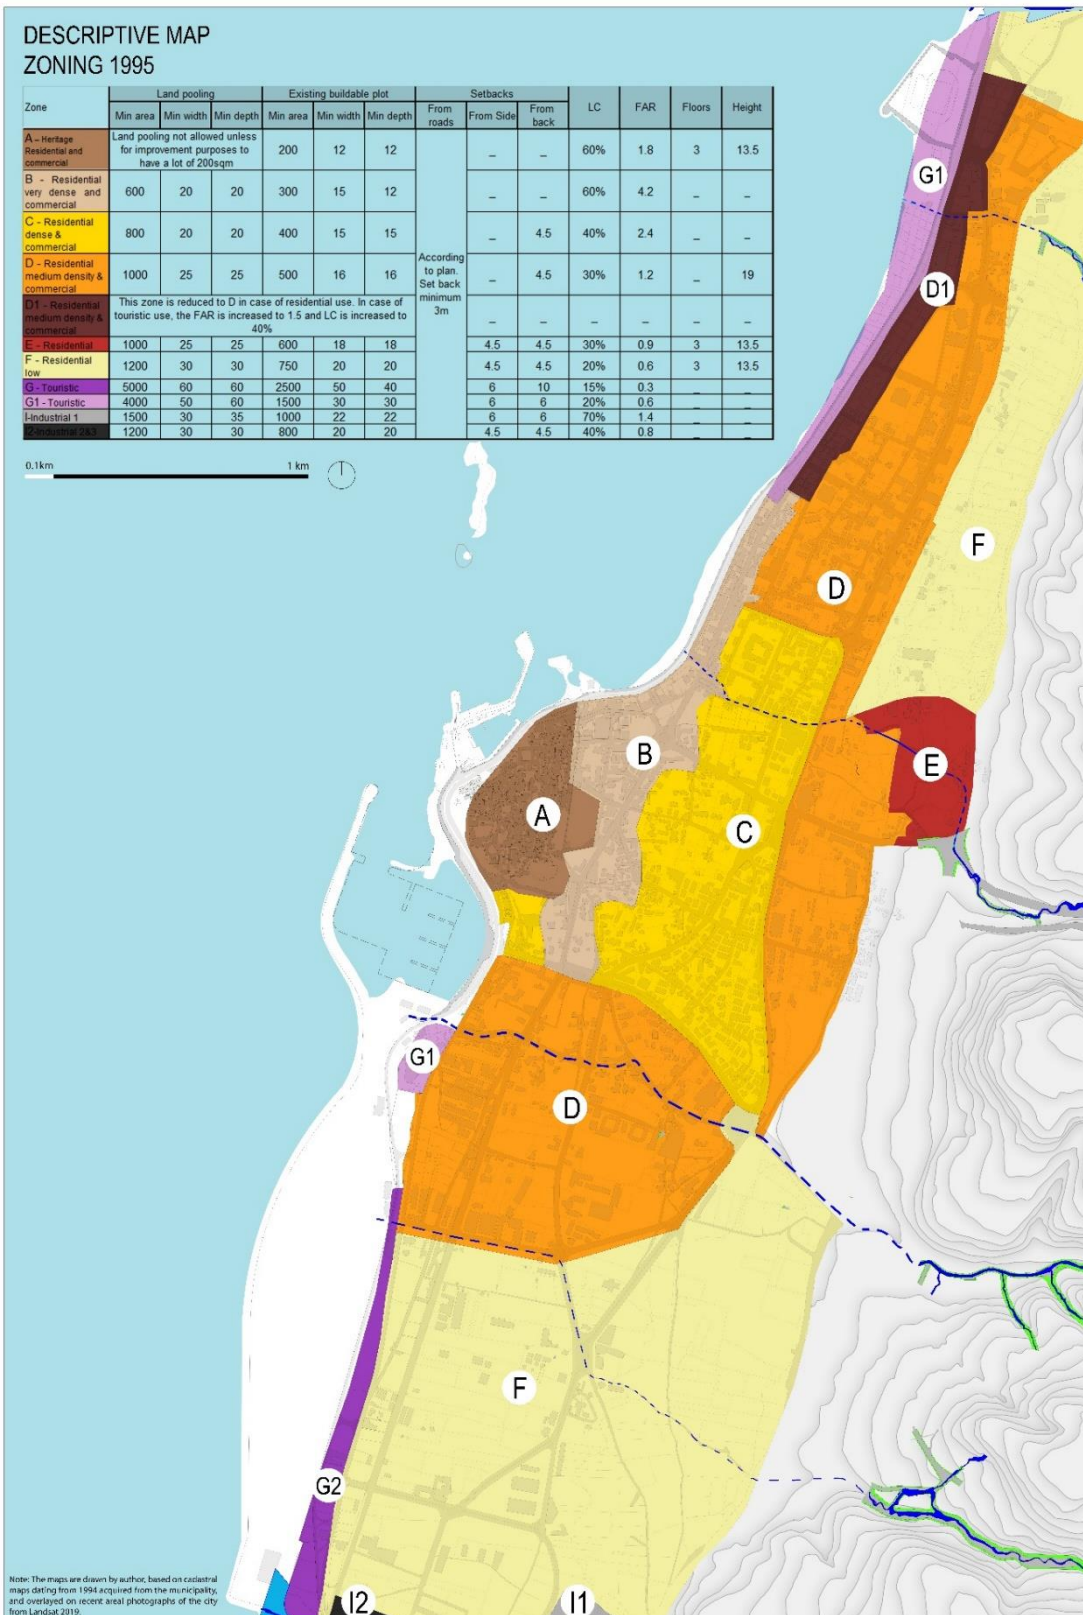 DESCRIPTIVE MAP
ZONING 1995
Zone Land pooling Existing buildable plot Setbacks LC FAR Floors Height
Min area Min width Min depth Min area Min width Min depth From roads From Side From back
A – Heritage Residential and commercial Land pooling not allowed unless for improvement purposes to have a lot of 200sqm 200 12 12 _ _ 60% 1.8 3 13.5
B - Residential very dense and commercial 600 20 20 300 15 12 _ _ 60% 4.2 _ _
C - Residential dense & commercial 800 20 20 400 15 15 _ 4.5 40% 2.4 _ _
According to plan. Set back minimum 3m
D - Residential medium density & commercial 1000 25 25 500 16 16 _ 4.5 30% 1.2 _ 19
D1 - Residential medium density & commercial This zone is reduced to D in case of residential use. In case of touristic use, the FAR is increased to 1.5 and LC is increased to 40% _ _ _ _ _ _
E - Residential 1000 25 25 600 18 18 4.5 4.5 30% 0.9 3 13.5
F - Residential low 1200 30 30 750 20 20 4.5 4.5 20% 0.6 3 13.5
G - Touristic 5000 60 60 2500 50 40 6 10 15% 0.3 _ _
G1 - Touristic 4000 50 60 1500 30 30 6 6 20% 0.6 _ _
I-Industrial 1 1500 30 35 1000 22 22 6 6 70% 1.4 _ _
I2-Industrial 2&3 1200 30 30 800 20 20 4.5 4.5 40% 0.8 _ _
0.1km 1 km
G1
D1
F
D
B
E
A
C
G1
D
F
G2
I2
I1
Note: The maps are drawn by author, based on cadastral
maps dating from 1994 acquired from the municipality,
and overlayed on recent areal photographs of the city
from Landsat 2019.